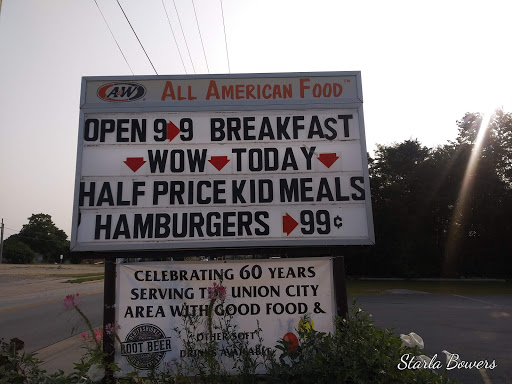 A&W ALL AMERICAN FOOD™
OPEN 9 9 BREAKFAST
WOW TODAY
HALF PRICE KID MEALS
HAMBURGERS 99¢
CELEBRATING 60 YEARS
SERVING THE UNION CITY
AREA WITH GOOD FOOD &
ROOT BEER
OTHER SOFT
DRINKS AVAILABLE
Starla Bowers